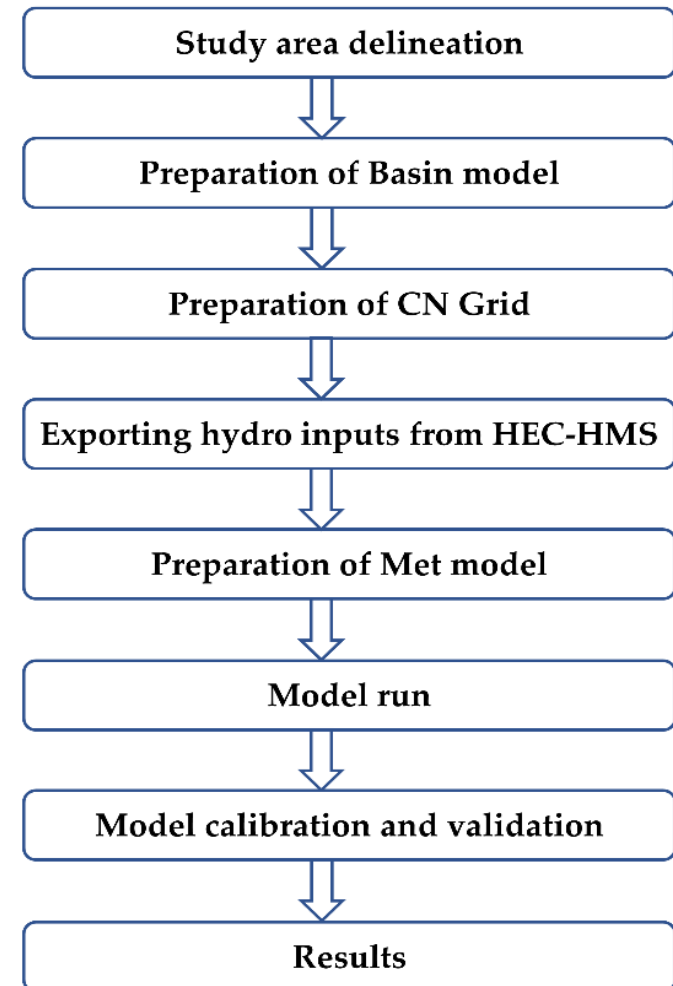 Study area delineation
Preparation of Basin model
Preparation of CN Grid
Exporting hydro inputs from HEC-HMS
Preparation of Met model
Model run
Model calibration and validation
Results